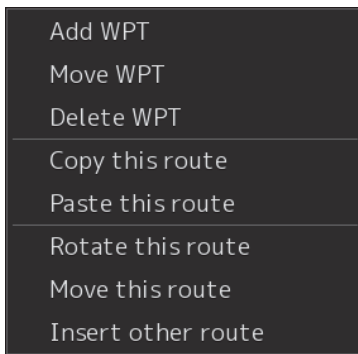 Add WPT
Move WPT
Delete WPT
Copy this route
Paste this route
Rotate this route
Move this route
Insert other route